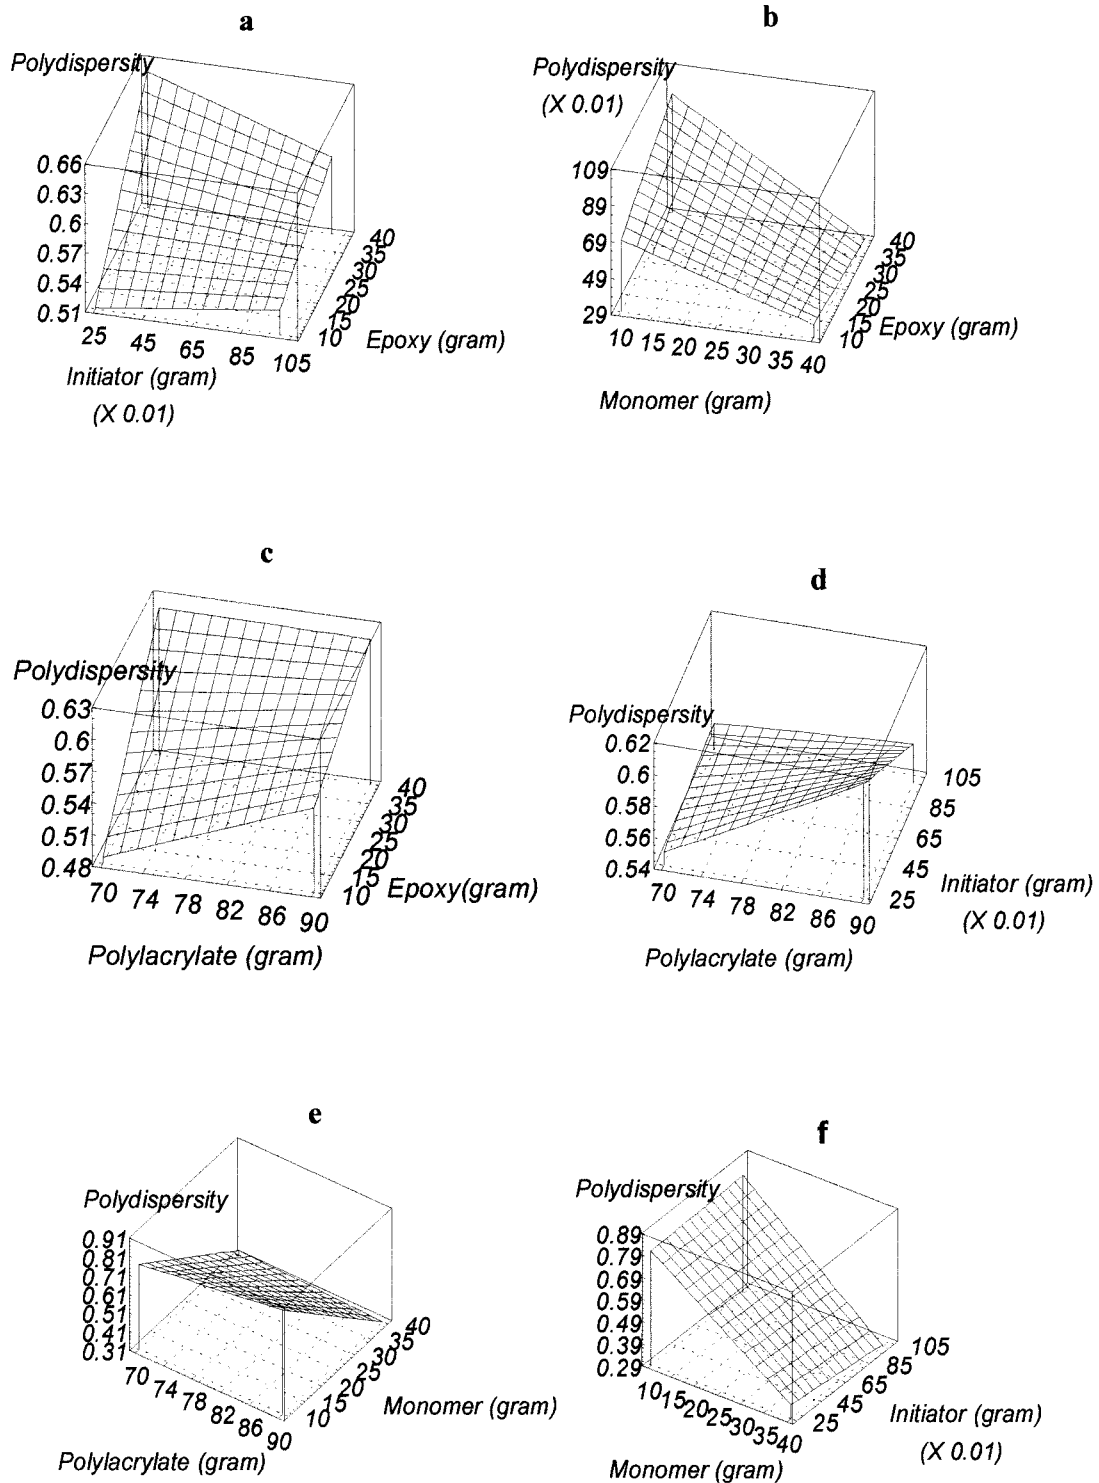 a
Polydispersity
0.66
0.63
0.6
0.57
0.54
0.51
25 45 65 85 105
Initiator (gram)
(X 0.01)
40
35
30
25
20
15
10
Epoxy (gram)
b
Polydispersity
(X 0.01)
109
89
69
49
29
10 15 20 25 30 35 40
Monomer (gram)
40
35
30
25
20
15
10
Epoxy (gram)
c
Polydispersity
0.63
0.6
0.57
0.54
0.51
0.48
70 74 78 82 86 90
Polylacrylate (gram)
40
35
30
25
20
15
10
Epoxy(gram)
d
Polydispersity
0.62
0.6
0.58
0.56
0.54
70 74 78 82 86 90
Polylacrylate (gram)
105
85
65
45
25
Initiator (gram)
(X 0.01)
e
Polydispersity
0.91
0.81
0.71
0.61
0.51
0.41
0.31
70 74 78 82 86 90
Polylacrylate (gram)
40
35
30
25
20
15
10
Monomer (gram)
f
Polydispersity
0.89
0.79
0.69
0.59
0.49
0.39
0.29
10 15 20 25 30 35 40
Monomer (gram)
105
85
65
45
25
Initiator (gram)
(X 0.01)